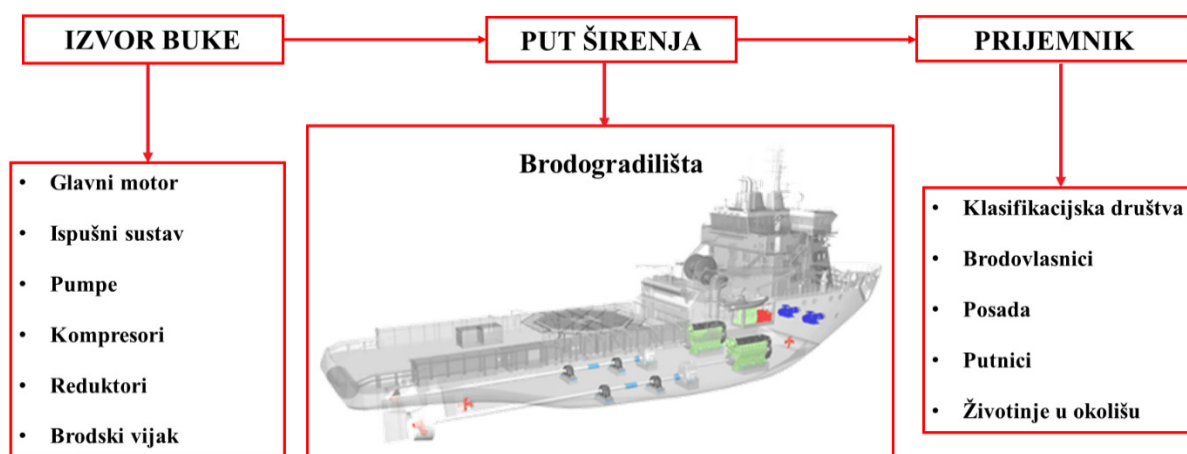 IZVOR BUKE
PUT ŠIRENJA
PRIJEMNIK
• Glavni motor
• Ispušni sustav
• Pumpe
• Kompresori
• Reduktori
• Brodski vijak
Brodogradilišta
• Klasifikacijska društva
• Brodovlasnici
• Posada
• Putnici
• Životinje u okolišu